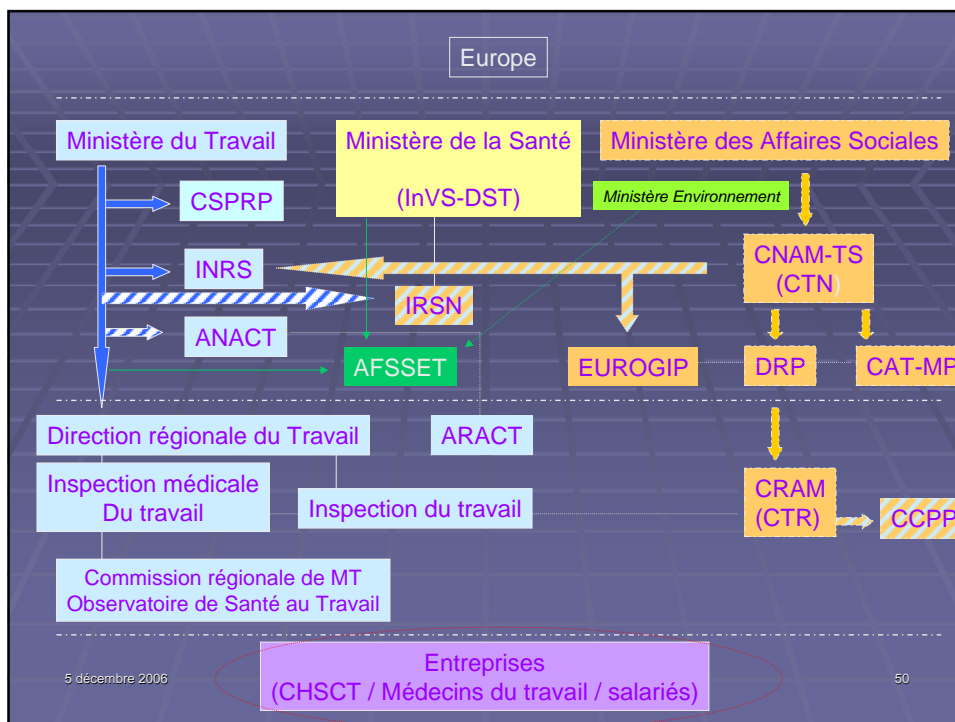 Europe
Ministère du Travail
Ministère de la Santé
(InVS-DST)
Ministère des Affaires Sociales
Ministère Environnement
CSPRP
INRS
CNAM-TS
(CTN)
IRSN
ANACT
AFSSET
EUROGIP
DRP
CAT-MP
Direction régionale du Travail
ARACT
Inspection médicale
Du travail
Inspection du travail
CRAM
(CTR)
CCPP
Commission régionale de MT
Observatoire de Santé au Travail
Entreprises
(CHSCT / Médecins du travail / salariés)
5 décembre 2006
50